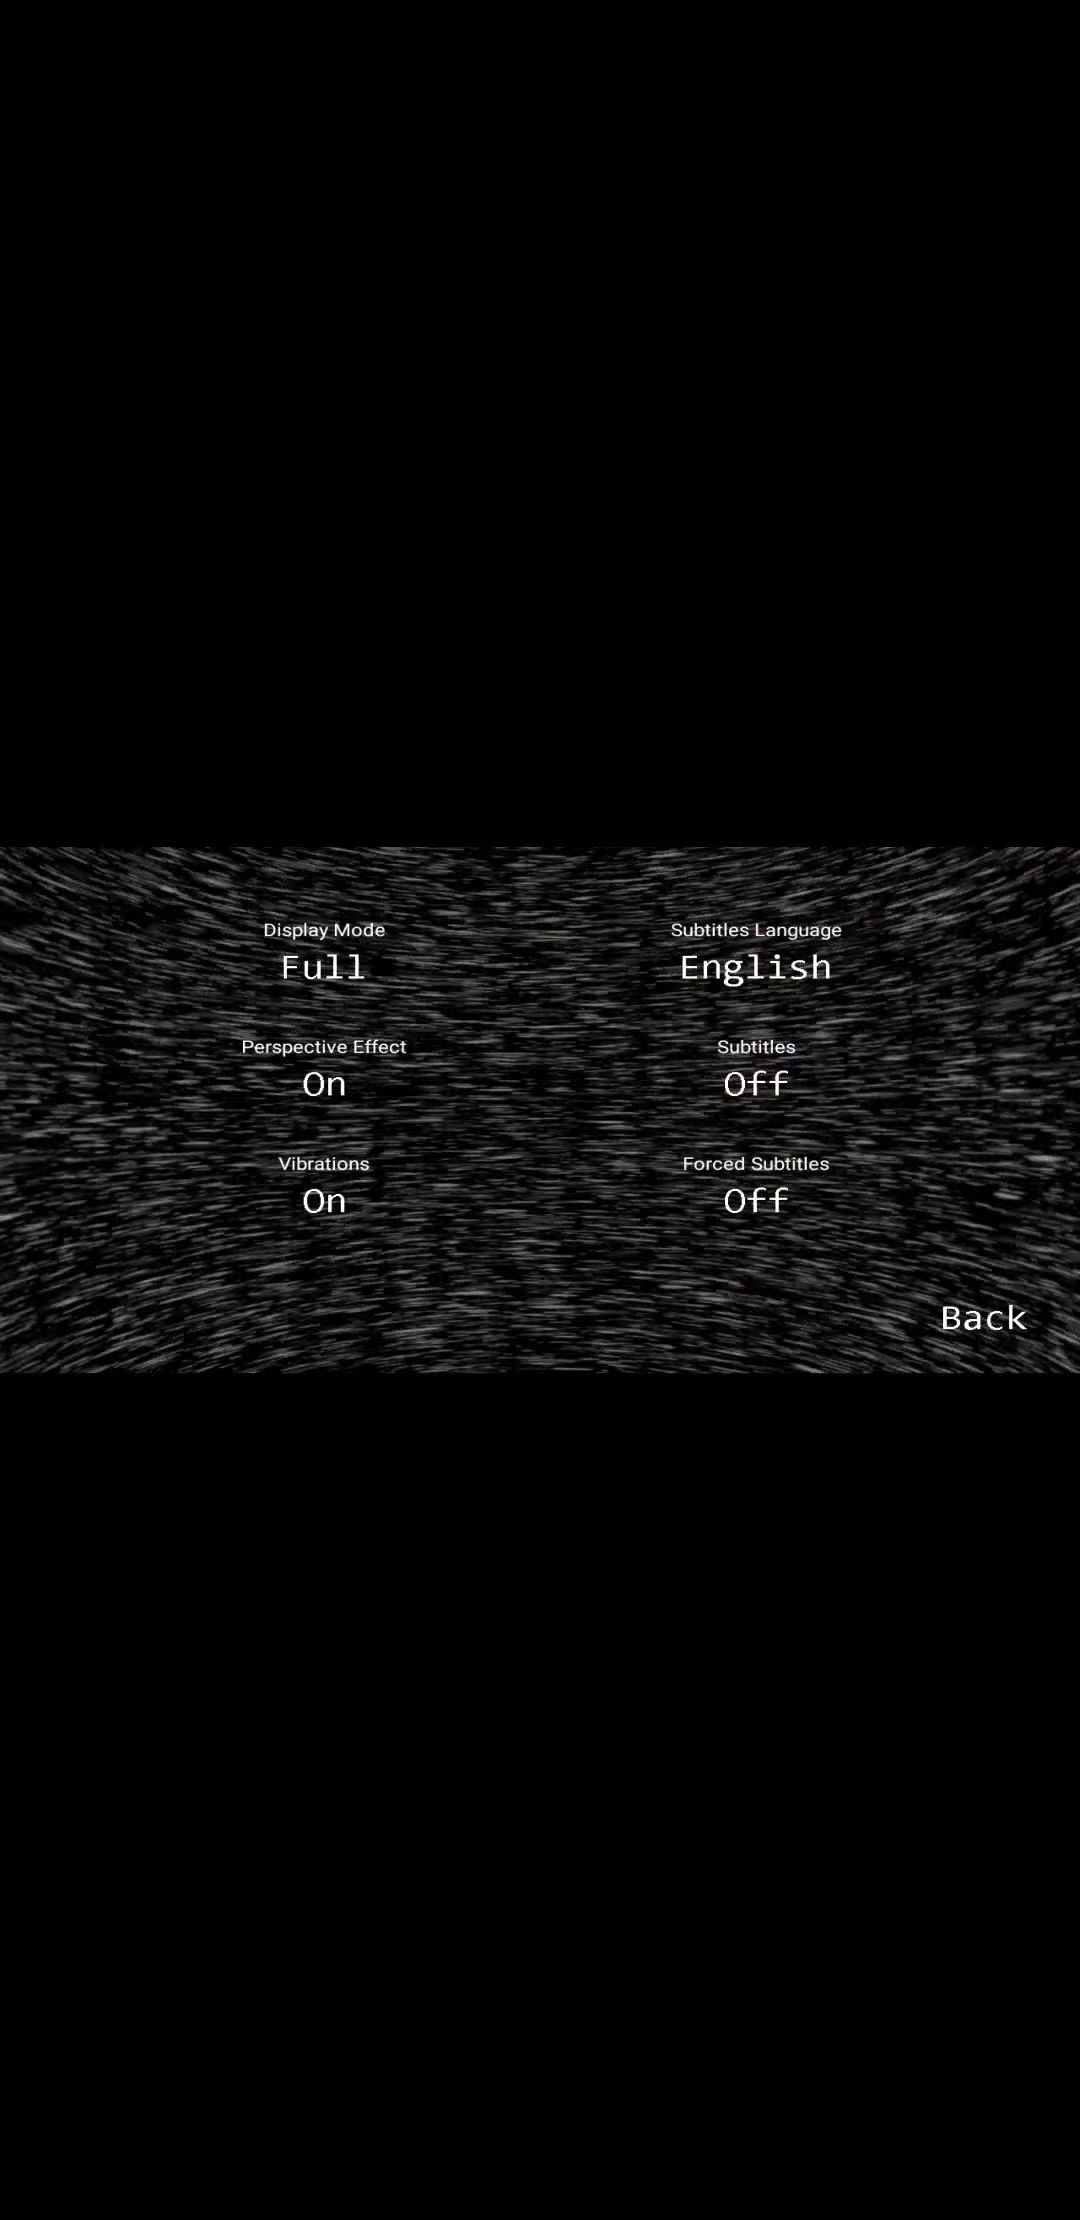 Display Mode
Full
Subtitles Language
English
Perspective Effect
On
Subtitles
Off
Vibrations
On
Forced Subtitles
Off
Back